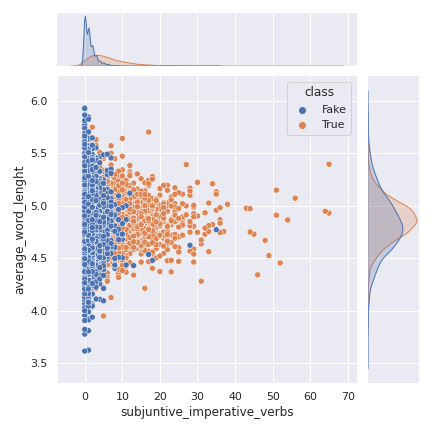 class
Fake
True
6.0
5.5
5.0
4.5
4.0
3.5
average_word_lenght
0 10 20 30 40 50 60 70
subjuntive_imperative_verbs